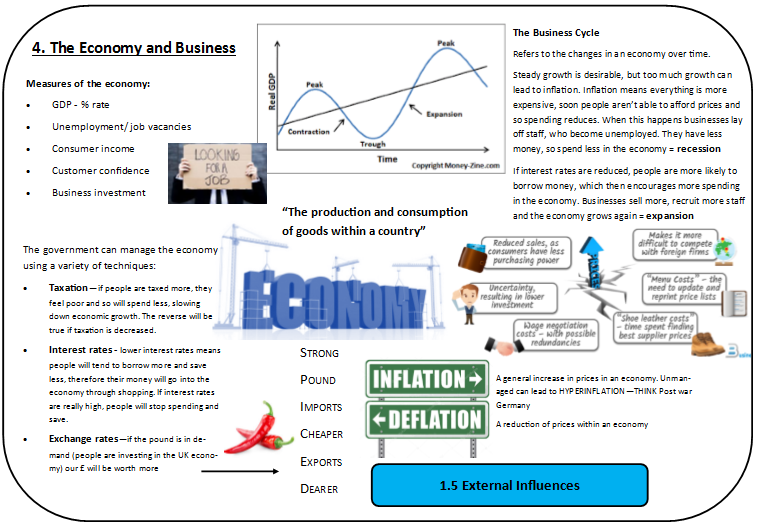 4. The Economy and Business
Measures of the economy:
• GDP - % rate
• Unemployment/ job vacancies
• Consumer income
• Customer confidence
• Business investment
LOOKING
FOR A
JOB
Real GDP
Peak
Peak
Contraction
Expansion
Trough
Time
Copyright Money-Zine.com
The Business Cycle
Refers to the changes in an economy over time.
Steady growth is desirable, but too much growth can
lead to inflation. Inflation means everything is more
expensive, soon people aren't able to afford prices and
so spending reduces. When this happens businesses lay
off staff, who become unemployed. They have less
money, so spend less in the economy = recession
If interest rates are reduced, people are more likely to
borrow money, which then encourages more spending
in the economy. Businesses sell more, recruit more staff
and the economy grows again = expansion
"The production and consumption
of goods within a country"
The government can manage the economy
using a variety of techniques:
• Taxation—if people are taxed more, they
feel poor and so will spend less, slowing
down economic growth. The reverse will be
true if taxation is decreased.
• Interest rates - lower interest rates means
people will tend to borrow more and save
less, therefore their money will go into the
economy through shopping. If interest rates
are really high, people will stop spending and
save.
• Exchange rates—if the pound is in de-
mand (people are investing in the UK econo-
my) our £ will be worth more
ECONOMY
Reduced sales, as
consumers have less
purchasing power
Uncertainty,
resulting in lower
investment
Wage negotiation
costs – with possible
redundancies
Makes it more
difficult to compete
with foreign firms
"Menu Costs" – the
need to update and
reprint price lists
"Shoe leather costs"
– time spent finding
best supplier prices
STRONG
POUND
IMPORTS
CHEAPER
EXPORTS
DEARER
INFLATION
DEFLATION
A general increase in prices in an economy. Unman-
aged can lead to HYPERINFLATION —THINK Post war
Germany
A reduction of prices within an economy
1.5 External Influences